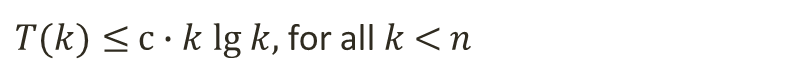 T(k) ≤ c · k lg k, for all k < n